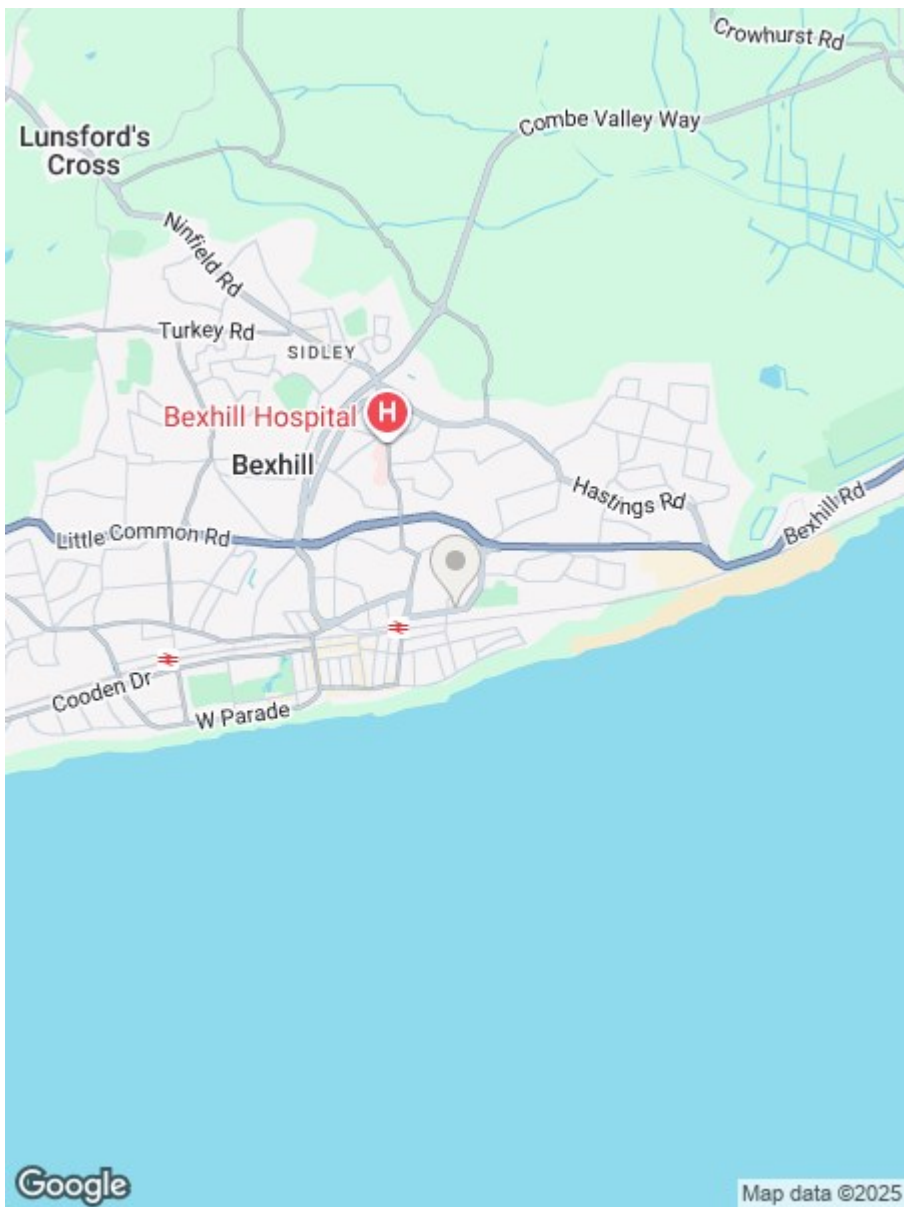 Crowhurst Rd
Combe Valley Way
Lunsford's
Cross
Ninfield Rd
Turkey Rd
SIDLEY
H
Bexhill Hospital
Bexhill
Hastings Rd
Bexhill Rd
Little Common Rd
Cooden Dr
W Parade
Google
Map data ©2025